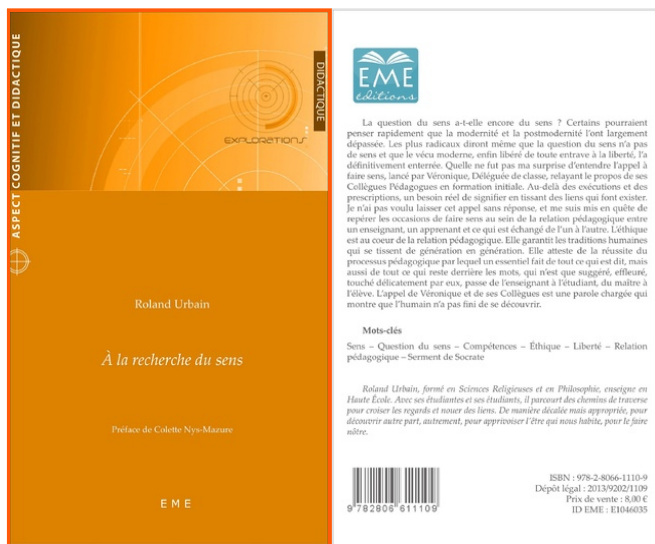 ASPECT COGNITIF ET DIDACTIQUE
DIDACTIQUE
EXPLORATIONS
Roland Urbain
À la recherche du sens
Préface de Colette Nys-Mazure
EME
EME
éditions
La question du sens a-t-elle encore du sens ? Certains pourraient
penser rapidement que la modernité et la postmodernité l'ont largement
dépassée. Les plus radicaux diront même que la question du sens n'a pas
de sens et que le vécu moderne, enfin libéré de toute entrave à la liberté, l'a
définitivement enterrée. Quelle ne fut pas ma surprise d'entendre l'appel à
faire sens, lancé par Véronique, Déléguée de classe, relayant le propos de ses
Collègues Pédagogues en formation initiale. Au-delà des exécutions et des
prescriptions, un besoin réel de signifier en tissant des liens qui font exister.
Je n'ai pas voulu laisser cet appel sans réponse, et me suis mis en quête de
repérer les occasions de faire sens au sein de la relation pédagogique entre
un enseignant, un apprenant et ce qui est échangé de l'un à l'autre. L'éthique
est au coeur de la relation pédagogique. Elle garantit les traditions humaines
qui se tissent de génération en génération. Elle atteste de la réussite du
processus pédagogique par lequel un essentiel fait de tout ce qui est dit, mais
aussi de tout ce qui reste derrière les mots, qui n'est que suggéré, effleuré,
touché délicatement par eux, passe de l'enseignant à l'étudiant, du maître à
l'élève. L'appel de Véronique et de ses Collègues est une parole chargée qui
montre que l'humain n'a pas fini de se découvrir.
Mots-clés
Sens – Question du sens – Compétences – Éthique – Liberté – Relation
pédagogique – Serment de Socrate
Roland Urbain, formé en Sciences Religieuses et en Philosophie, enseigne en
Haute École. Avec ses étudiantes et ses étudiants, il parcourt des chemins de traverse
pour croiser les regards et nouer des liens. De manière décalée mais appropriée, pour
découvrir autre part, autrement, pour apprivoiser l'être qui nous habite, pour le faire
nôtre.
ISBN : 978-2-8066-1110-9
Dépôt légal : 2013/9202/1109
Prix de vente : 8,00 €
ID EME : E1046035
9 782806 611109